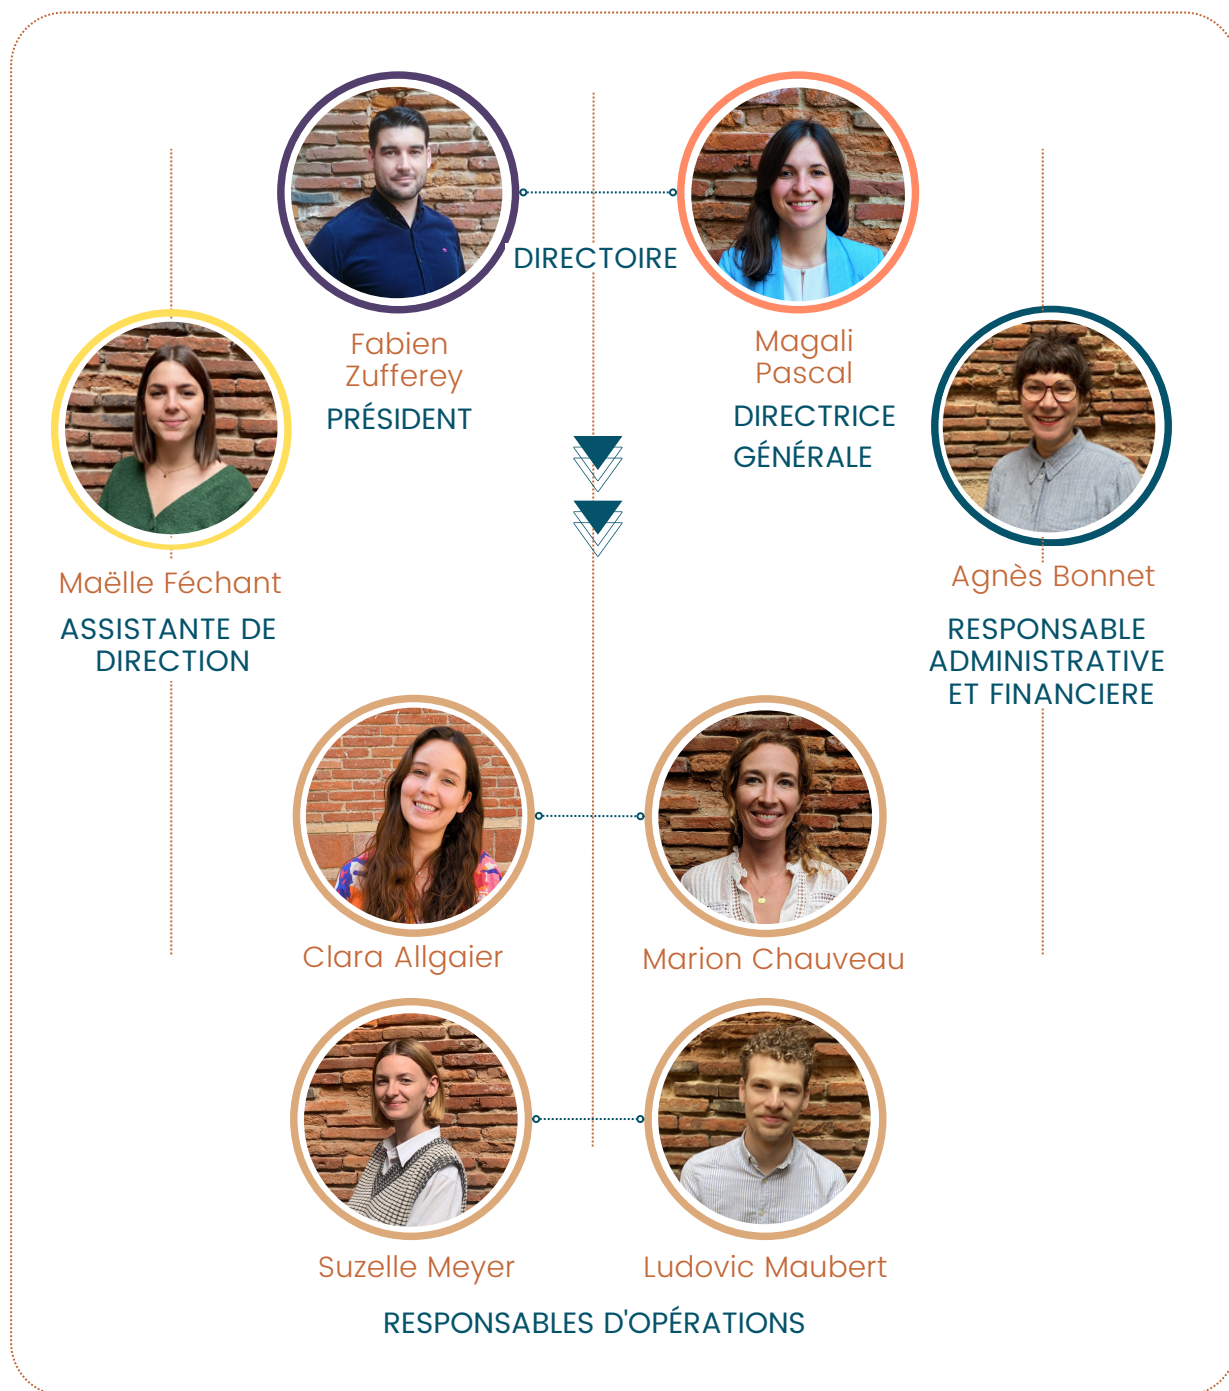 DIRECTOIRE
Fabien
Zufferey
PRÉSIDENT
Magali
Pascal
DIRECTRICE
GÉNÉRALE
Maëlle Féchant
ASSISTANTE DE
DIRECTION
Agnès Bonnet
RESPONSABLE
ADMINISTRATIVE
ET FINANCIERE
Clara Allgaier
Marion Chauveau
Suzelle Meyer
Ludovic Maubert
RESPONSABLES D'OPÉRATIONS